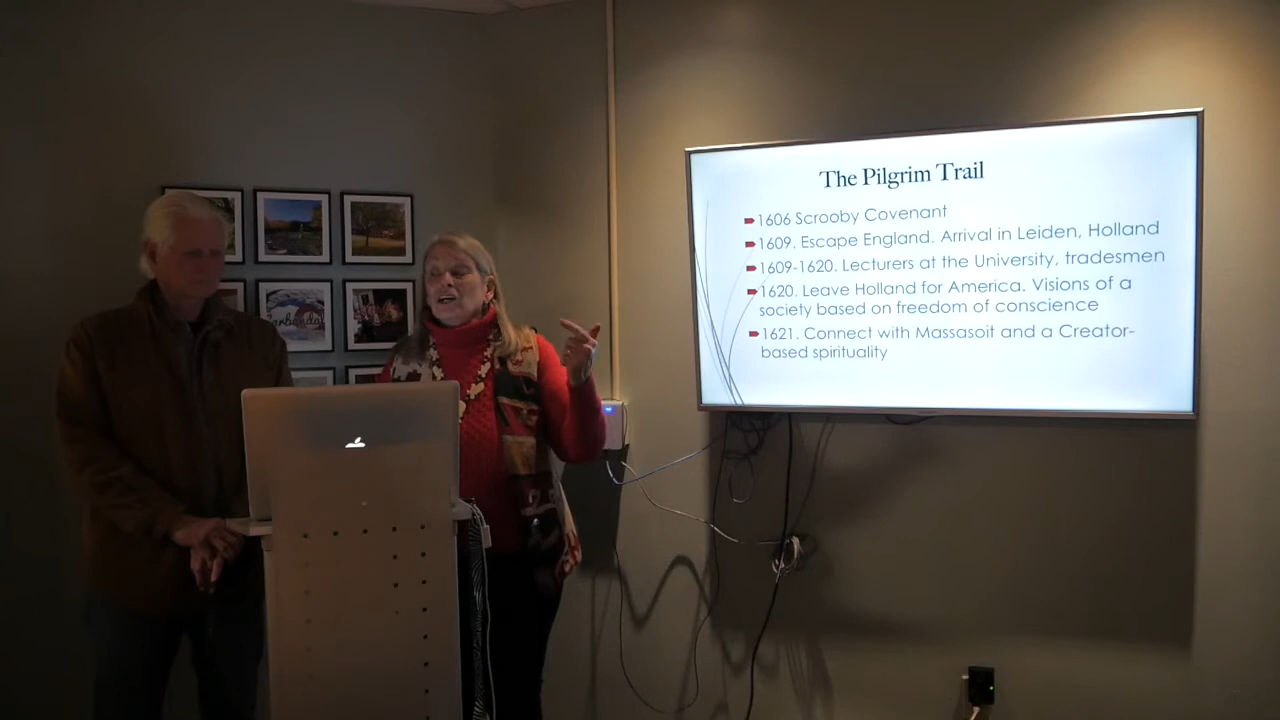 The Pilgrim Trail
1606 Scrooby Covenant
1609. Escape England. Arrival in Leiden, Holland
1609-1620. Lecturers at the University, tradesmen
1620. Leave Holland for America. Visions of a
society based on freedom of conscience
1621. Connect with Massasoit and a Creator-
based spirituality